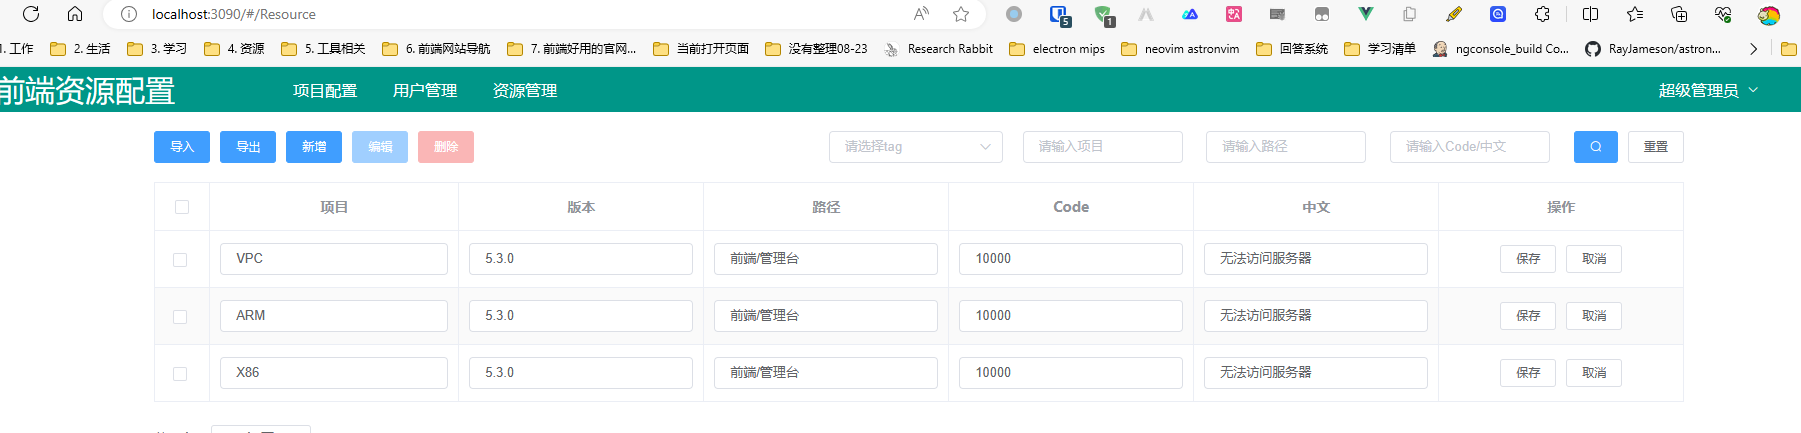 localhost:3090/#/Resource
1. 工作 2. 生活 3. 学习 4. 资源 5. 工具相关 6. 前端网站导航 7. 前端好用的官网... 当前打开页面 没有整理08-23 Research Rabbit electron mips neovim astronvim 回答系统 学习清单 ngconsole_build Co... RayJameson/astron...
前端资源配置 项目配置 用户管理 资源管理 超级管理员
导入 导出 新增 编辑 删除 请选择tag 请输入项目 请输入路径 请输入Code/中文 重置
项目 版本 路径 Code 中文 操作
VPC 5.3.0 前端/管理台 10000 无法访问服务器 保存 取消
ARM 5.3.0 前端/管理台 10000 无法访问服务器 保存 取消
X86 5.3.0 前端/管理台 10000 无法访问服务器 保存 取消